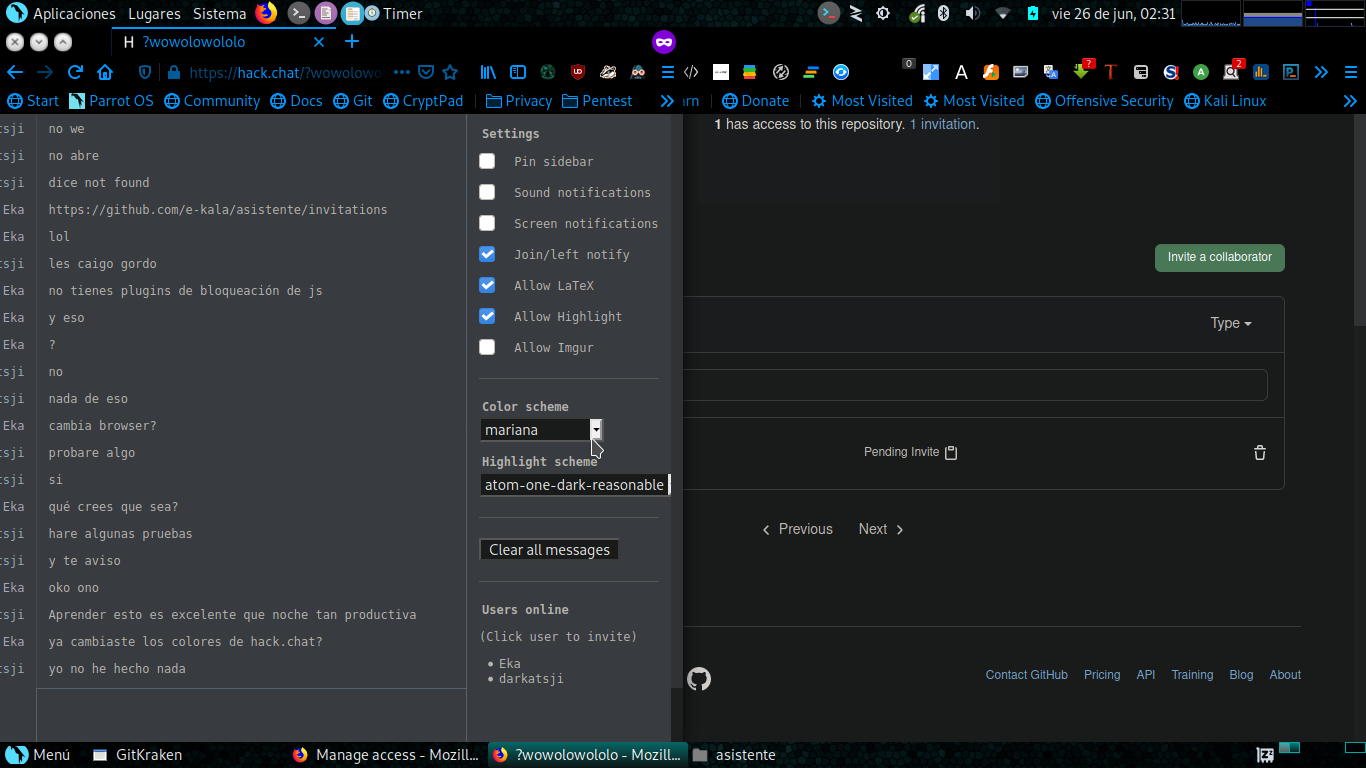 Aplicaciones Lugares Sistema Timer vie 26 de jun, 02:31
H ?wowolowololo
https://hack.chat/?wowolowo
0 ? 2
Start Parrot OS Community Docs Git CryptPad Privacy Pentest Donate Most Visited Most Visited Offensive Security Kali Linux
tsji no we
tsji no abre
tsji dice not found
Eka https://github.com/e-kala/asistente/invitations
Eka lol
tsji les caigo gordo
Eka no tienes plugins de bloqueación de js
Eka y eso
Eka ?
tsji no
tsji nada de eso
Eka cambia browser?
tsji probare algo
tsji si
Eka qué crees que sea?
tsji hare algunas pruebas
tsji y te aviso
Eka oko ono
tsji Aprender esto es excelente que noche tan productiva
Eka ya cambiaste los colores de hack.chat?
tsji yo no he hecho nada
Settings
Pin sidebar
Sound notifications
Screen notifications
Join/left notify
Allow LaTeX
Allow Highlight
Allow Imgur
Color scheme
mariana
Highlight scheme
atom-one-dark-reasonable
Clear all messages
Users online
(Click user to invite)
Eka
darkatsji
1 has access to this repository. 1 invitation.
Invite a collaborator
Type
Pending Invite
Previous Next
Contact GitHub Pricing API Training Blog About
Menú GitKraken Manage access - Mozill... ?wowolowololo - Mozill... asistente